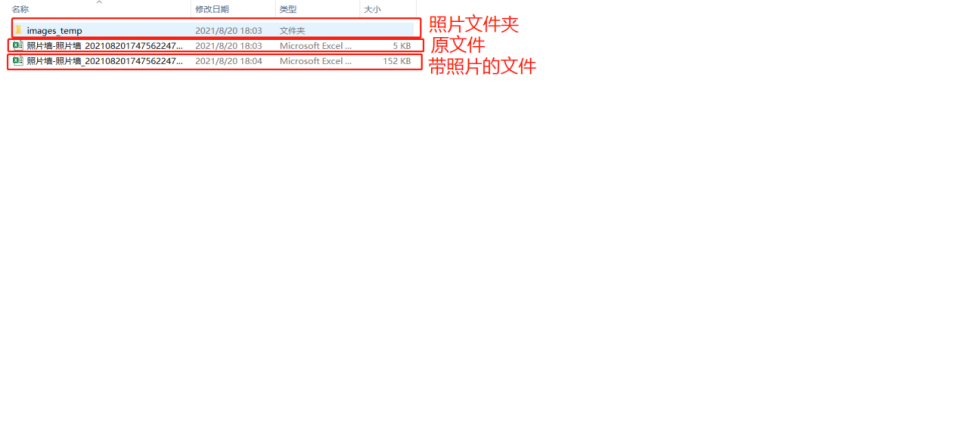 名称 修改日期 类型 大小
images_temp 2021/8/20 18:03 文件夹 照片文件夹
照片墙-照片墙_202108201747562247... 2021/8/20 18:03 Microsoft Excel ... 5 KB 原文件
照片墙-照片墙_202108201747562247... 2021/8/20 18:04 Microsoft Excel ... 152 KB 带照片的文件